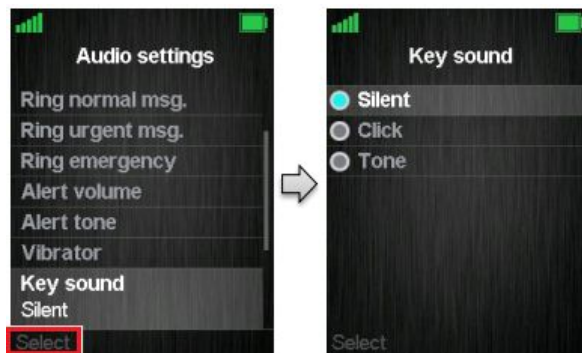 Audio settings
Ring normal msg.
Ring urgent msg.
Ring emergency
Alert volume
Alert tone
Vibrator
Key sound
Silent
Select
Key sound
Silent
Click
Tone
Select